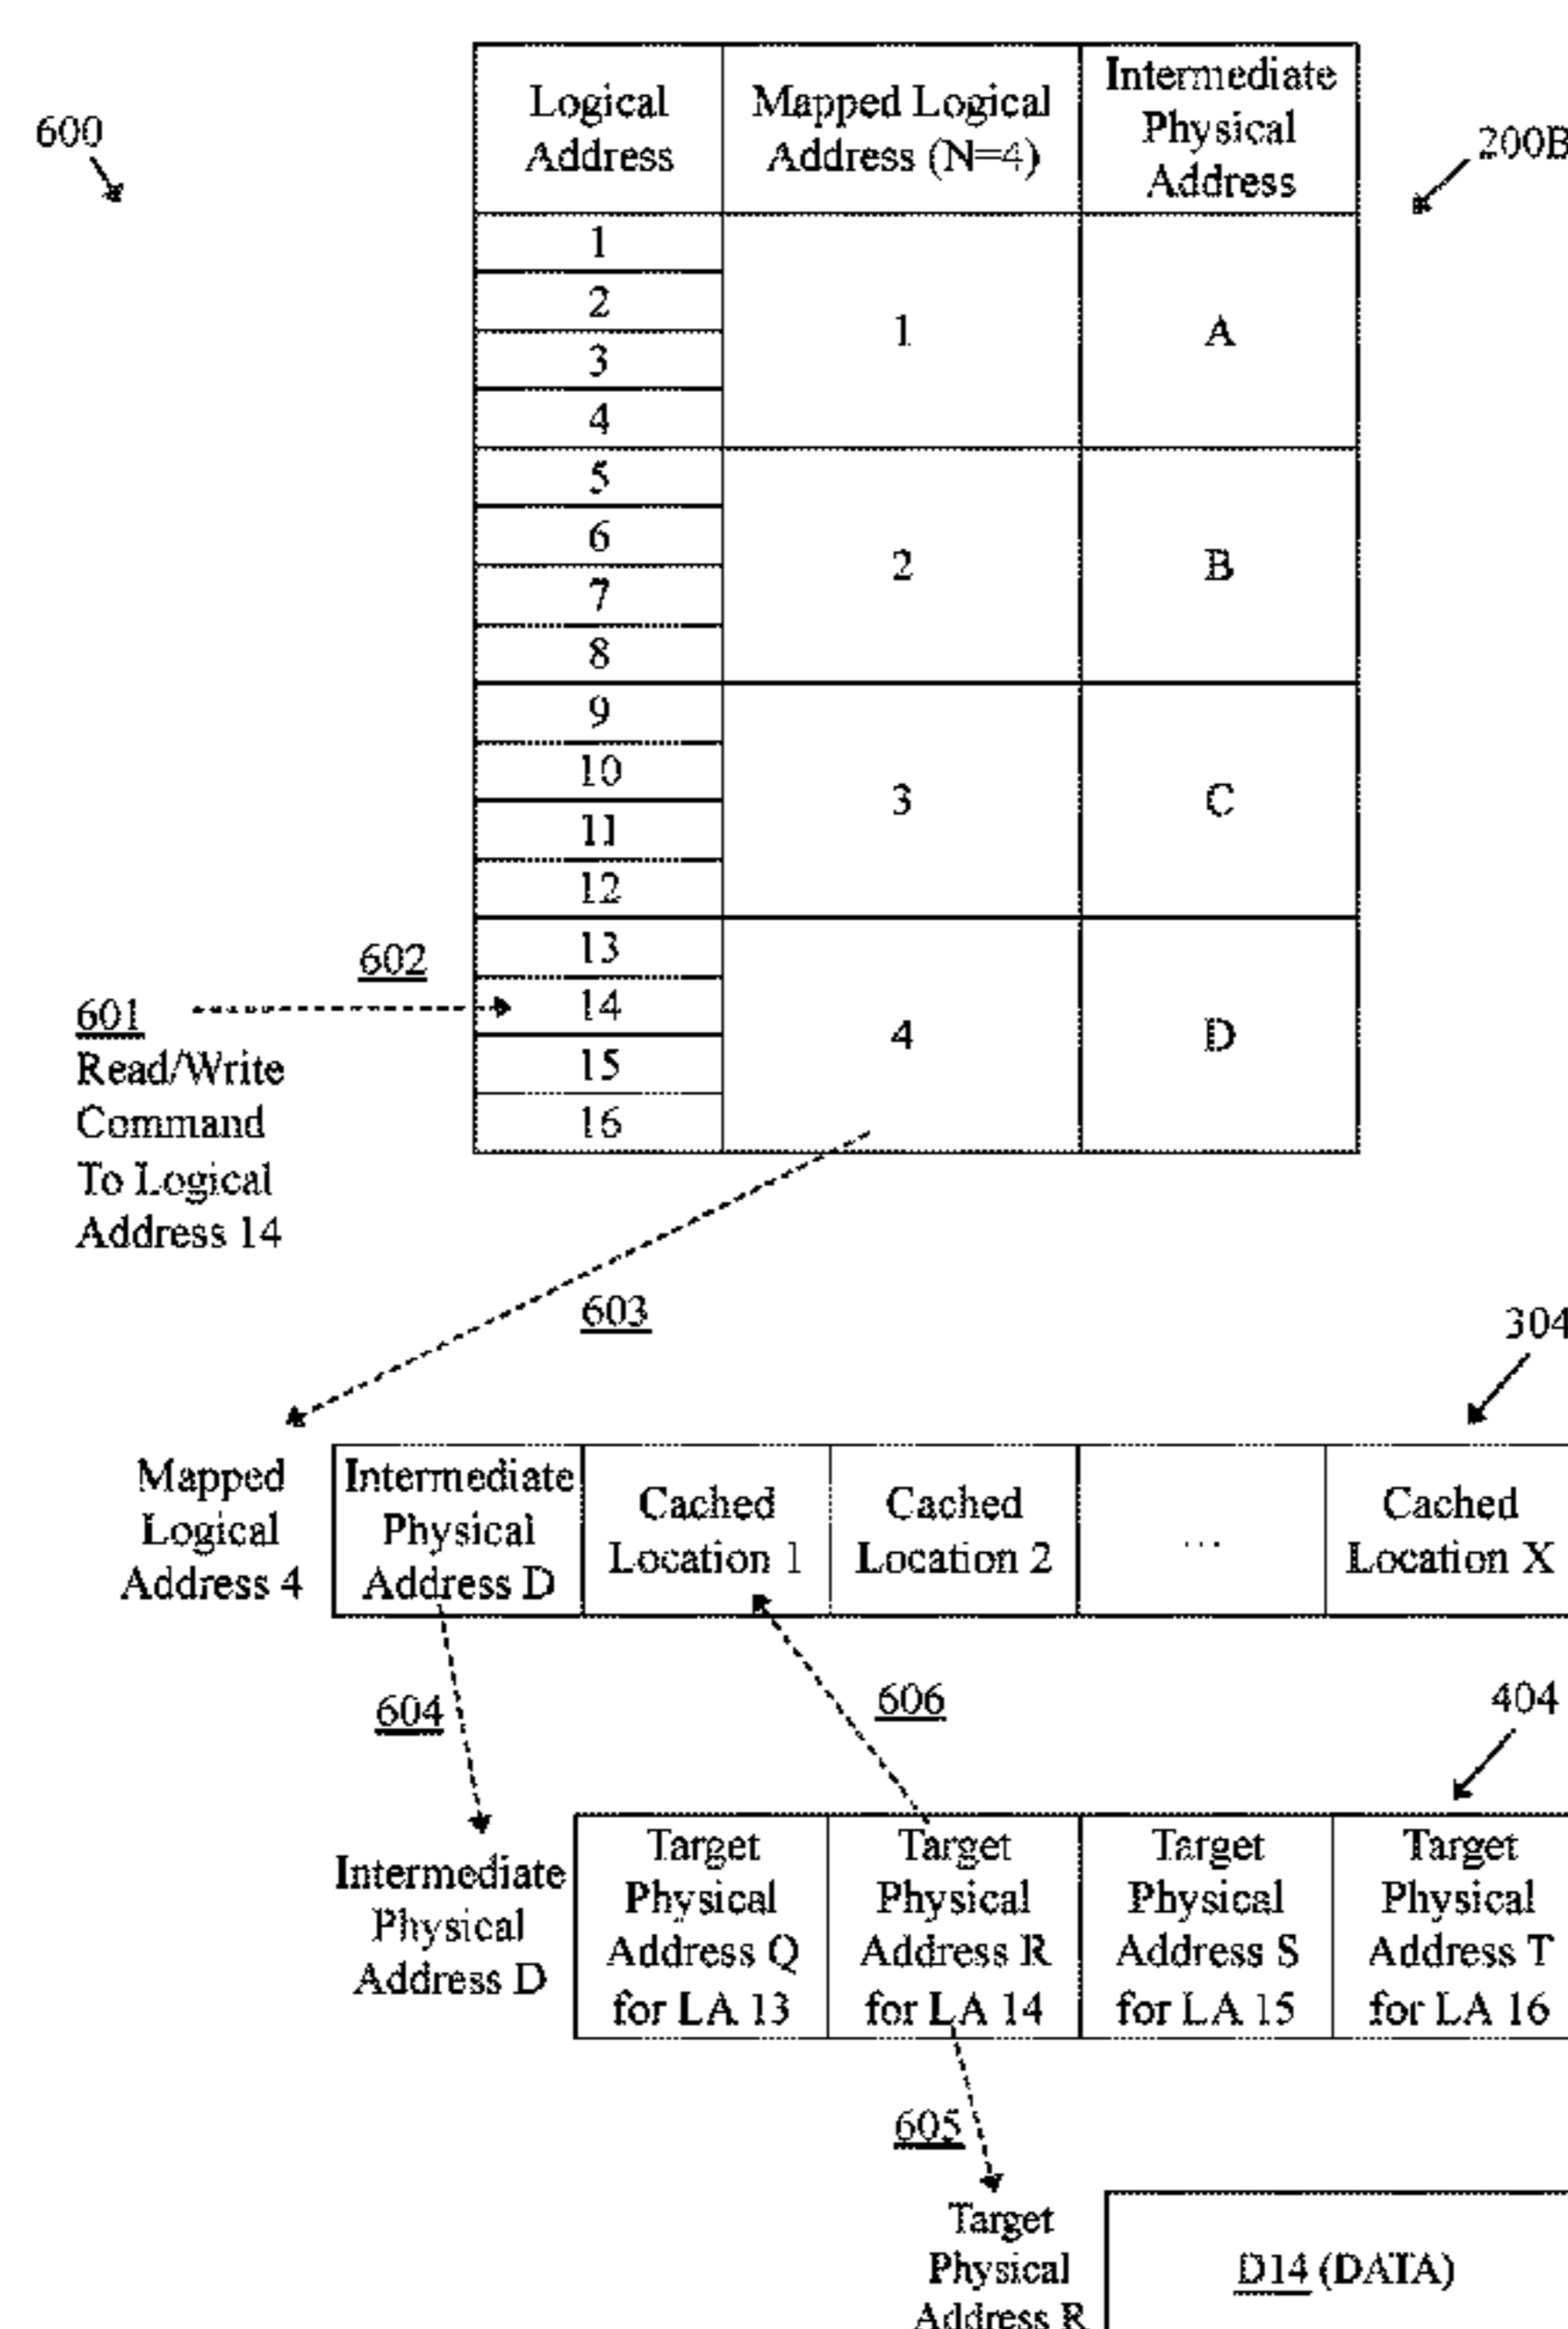 600
200B
Logical
Address
Mapped Logical
Address (N=4)
Intermediate
Physical
Address
1
2
3
4
1
A
5
6
7
8
2
B
9
10
11
12
3
C
13
14
15
16
4
D
602
601
Read/Write
Command
To Logical
Address 14
603
304
Mapped
Logical
Address 4
Intermediate
Physical
Address D
Cached
Location 1
Cached
Location 2
...
Cached
Location X
604
606
404
Intermediate
Physical
Address D
Target
Physical
Address Q
for LA 13
Target
Physical
Address R
for LA 14
Target
Physical
Address S
for LA 15
Target
Physical
Address T
for LA 16
605
Target
Physical
Address R
D14 (DATA)